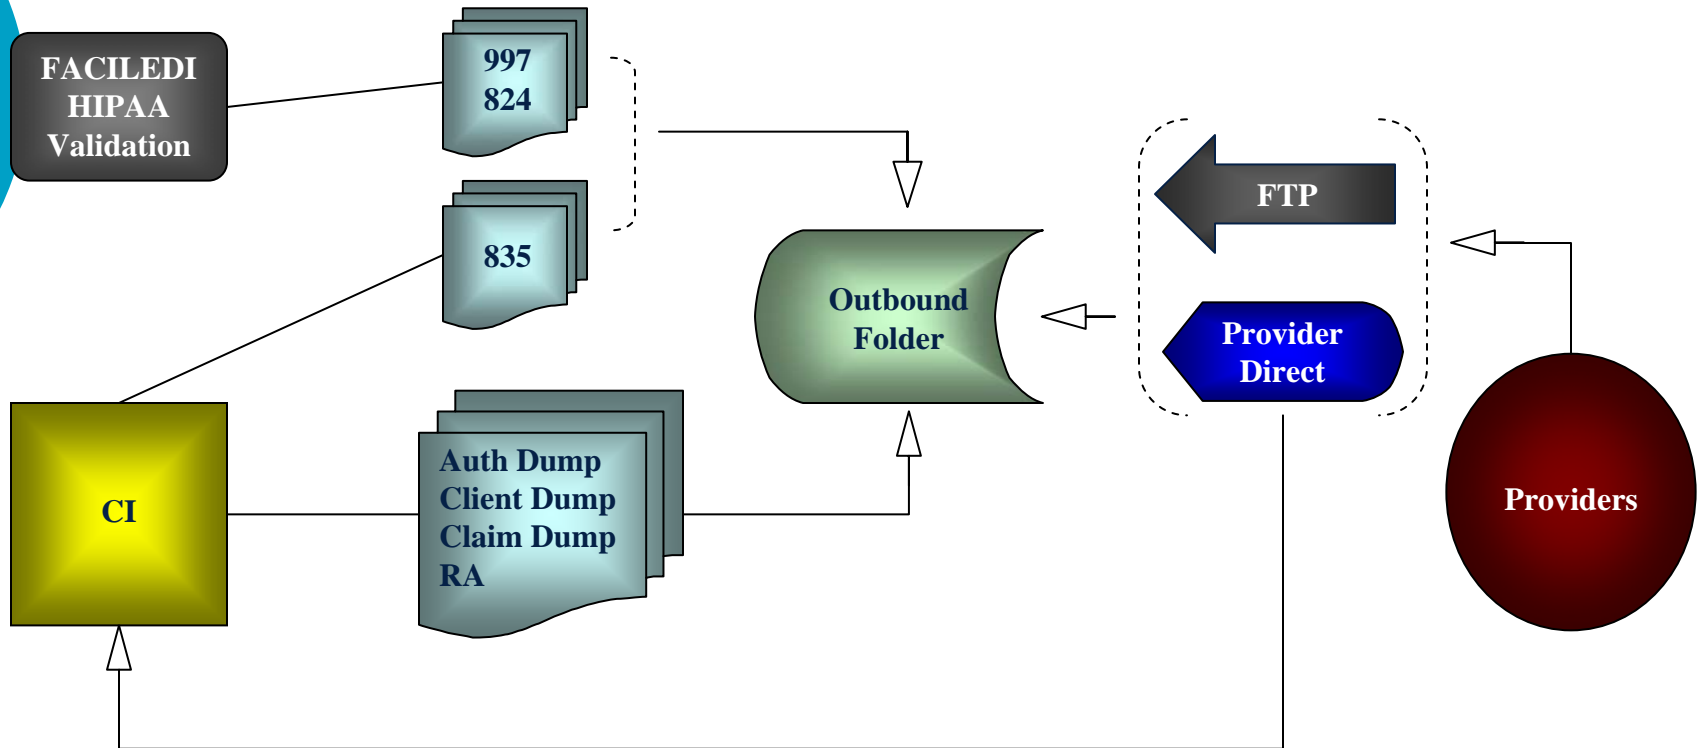 FACILEDI
HIPAA
Validation
997
824
835
FTP
Outbound
Folder
Provider
Direct
Auth Dump
Client Dump
Claim Dump
RA
CI
Providers